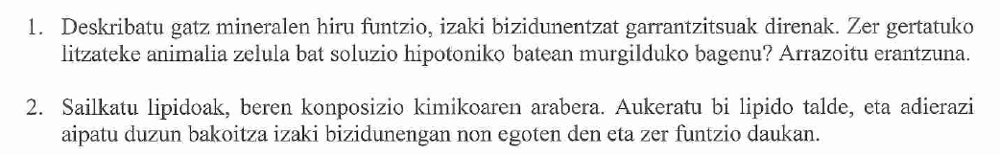 1. Deskribatu gatz mineralen hiru funtzio, izaki bizidunentzat garrantzitsuak direnak. Zer gertatuko
litzateke animalia zelula bat soluzio hipotoniko batean murgilduko bagenu? Arrazoitu erantzuna.
2. Sailkatu lipidoak, beren konposizio kimikoaren arabera. Aukeratu bi lipido talde, eta adierazi
aipatu duzun bakoitza izaki bizidunengan non egoten den eta zer funtzio daukan.